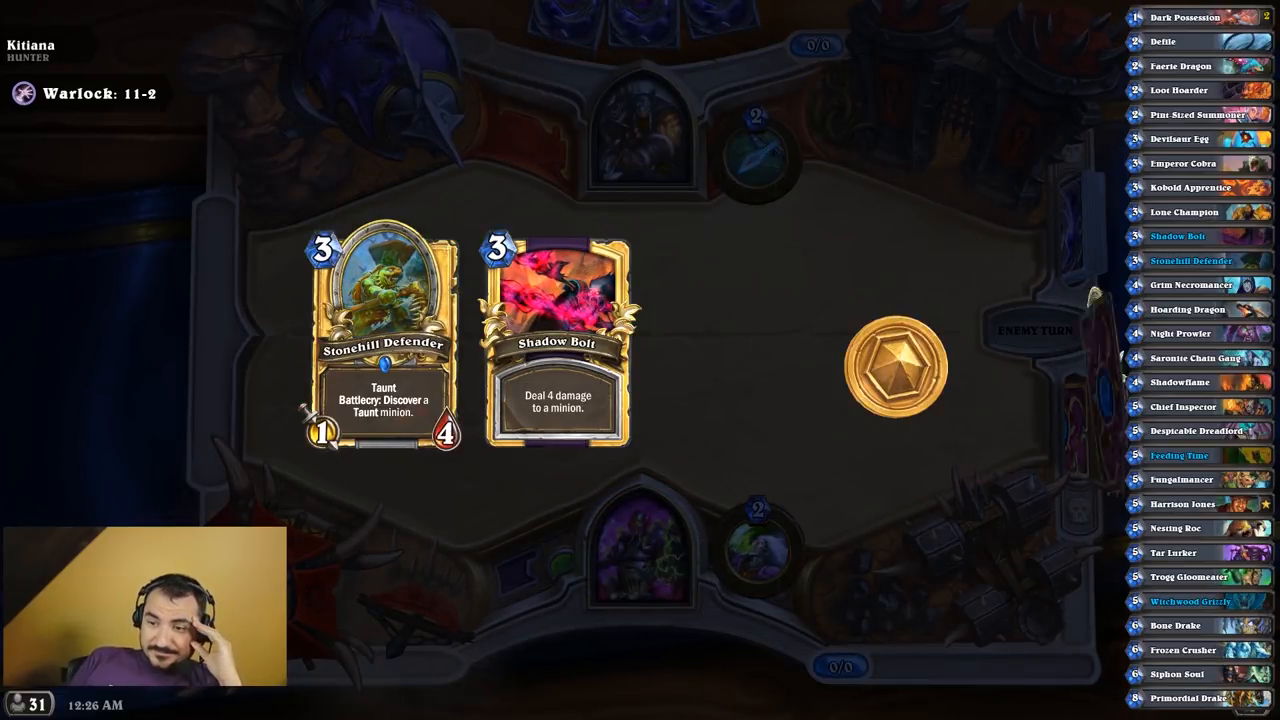 Kitiana
HUNTER
Warlock: 11-2
0/0
2
3
Stonehill Defender
Taunt
Battlecry: Discover a
Taunt minion.
1
4
3
Shadow Bolt
Deal 4 damage
to a minion.
ENEMY TURN
2
0/0
31
12:26 AM
1 Dark Possession 2
2 Defile
2 Faerie Dragon
2 Loot Hoarder
2 Pint-Sized Summoner
3 Devilsaur Egg
3 Emperor Cobra
3 Kobold Apprentice
3 Lone Champion
3 Shadow Bolt
3 Stonehill Defender
4 Grim Necromancer
4 Hoarding Dragon
4 Night Prowler
4 Saronite Chain Gang
4 Shadowflame
5 Chief Inspector
5 Despicable Dreadlord
5 Feeding Time
5 Fungalmancer
5 Harrison Jones
5 Nesting Roc
5 Tar Lurker
5 Trogg Gloomeater
5 Witchwood Grizzly
6 Bone Drake
6 Frozen Crusher
6 Siphon Soul
8 Primordial Drake